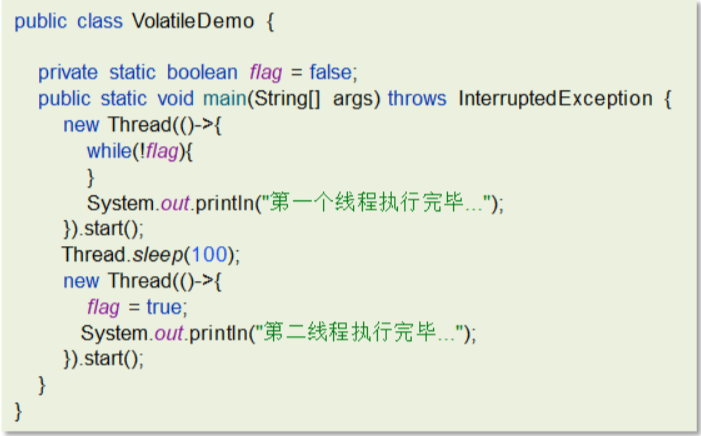 public class VolatileDemo {
private static boolean flag = false;
public static void main(String[] args) throws InterruptedException {
new Thread(()->{
while(!flag){
}
System.out.println("第一个线程执行完毕...");
}).start();
Thread.sleep(100);
new Thread(()->{
flag = true;
System.out.println("第二线程执行完毕...");
}).start();
}
}